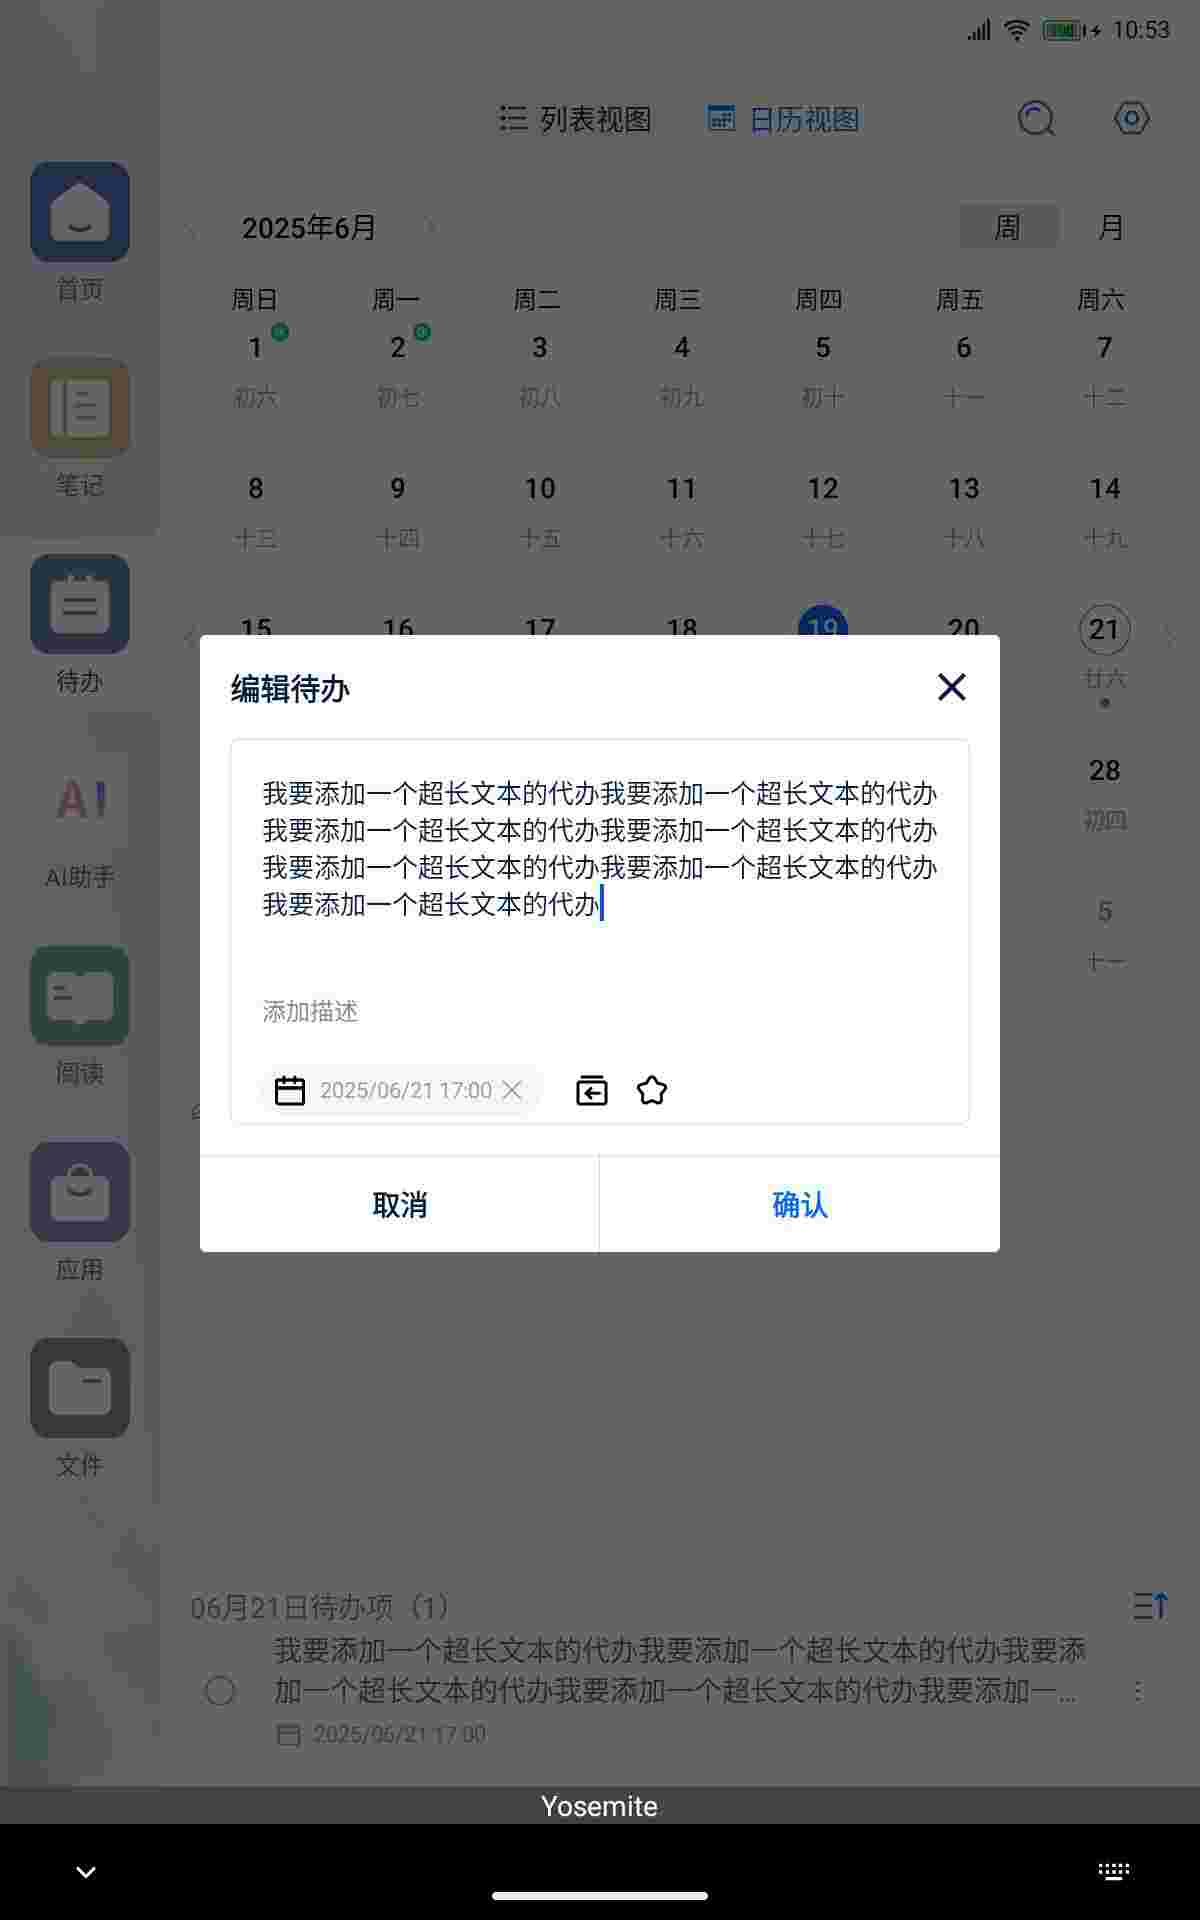 10:53
列表视图
日历视图
2025年6月
周
月
周日 周一 周二 周三 周四 周五 周六
1 2 3 4 5 6 7
初六 初七 初八 初九 初十 十一 十二
8 9 10 11 12 13 14
十三 十四 十五 十六 十七 十八 十九
15 16 17 18 19 20 21
廿六
28
初四
5
十一
首页
笔记
待办
AI
AI助手
阅读
应用
文件
编辑待办
我要添加一个超长文本的代办我要添加一个超长文本的代办
我要添加一个超长文本的代办我要添加一个超长文本的代办
我要添加一个超长文本的代办我要添加一个超长文本的代办
我要添加一个超长文本的代办
添加描述
2025/06/21 17:00
取消
确认
06月21日待办项（1）
我要添加一个超长文本的代办我要添加一个超长文本的代办我要添
加一个超长文本的代办我要添加一个超长文本的代办我要添加一...
2025/06/21 17:00
Yosemite